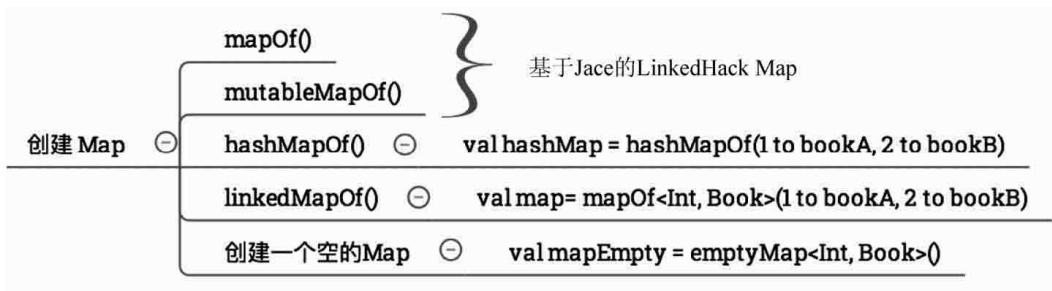 mapOf()
基于Jace的LinkedHack Map
mutableMapOf()
创建 Map
hashMapOf()
val hashMap = hashMapOf(1 to bookA, 2 to bookB)
linkedMapOf()
val map= mapOf<Int, Book>(1 to bookA, 2 to bookB)
创建一个空的Map
val mapEmpty = emptyMap<Int, Book>()